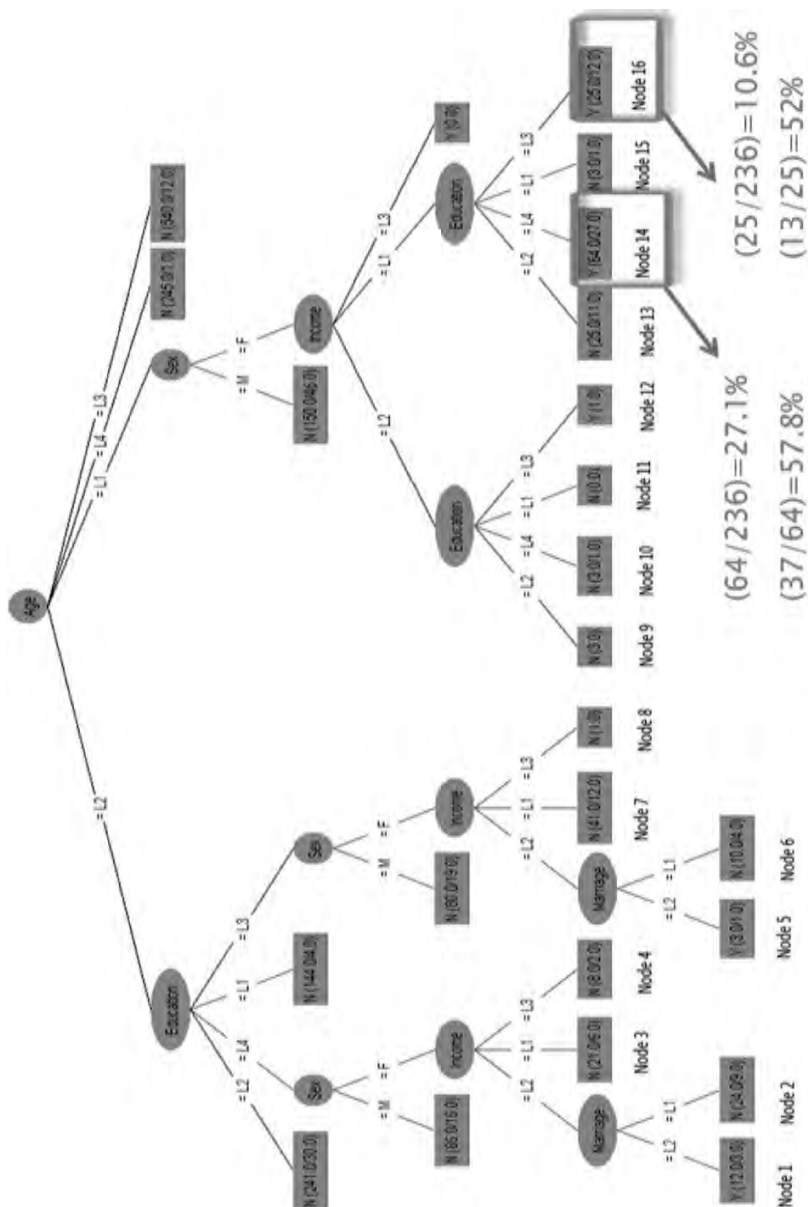 Age
= L2
= L1
= L4
= L3
Education
Sex
N (245.0/1.0)
N (540.0/12.0)
= L2
= L4
= L1
= L3
= M
= F
N (241.0/30.0)
Sex
N (144.0/4.0)
Sex
N (150.0/46.0)
Income
= M
= F
= M
= F
= L2
= L1
= L3
Income
N (60.0/19.0)
Income
Education
Education
Y (0.0)
= L2
= L1
= L3
= L2
= L1
= L3
= L2
= L4
= L1
= L3
= L2
= L4
= L1
= L3
Marriage
N (21.0/6.0)
N (8.0/2.0)
Marriage
N (41.0/12.0)
N (1.0)
N (3.0)
N (3.0/1.0)
N (0.0)
Y (1.0)
N (25.0/11.0)
Y (64.0/27.0)
N (3.0/1.0)
Y (25.0/12.0)
Node 3
Node 4
Node 7
Node 8
Node 9
Node 10
Node 11
Node 12
Node 13
Node 14
Node 15
Node 16
= L2
= L1
= L2
= L1
Y (12.0/3.0)
N (24.0/9.0)
Y (3.0/1.0)
N (10.0/4.0)
Node 1
Node 2
Node 5
Node 6
(64/236)=27.1%
(37/64)=57.8%
(25/236)=10.6%
(13/25)=52%